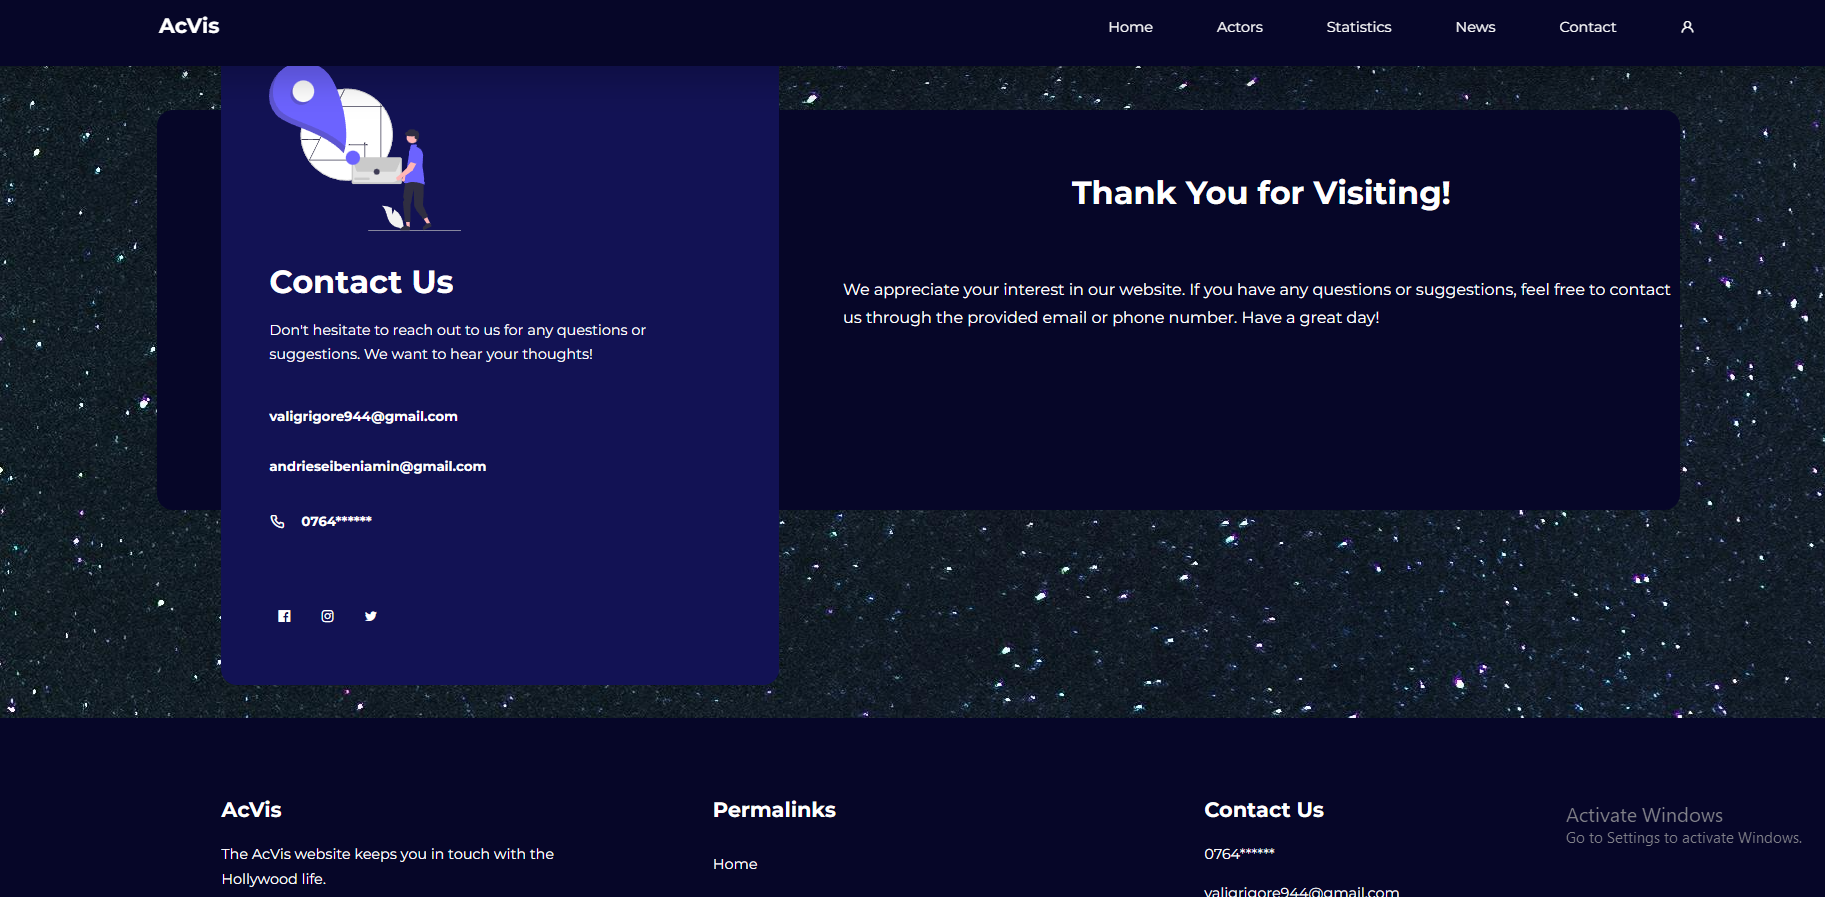 AcVis
Home
Actors
Statistics
News
Contact
Contact Us
Don't hesitate to reach out to us for any questions or
suggestions. We want to hear your thoughts!
valigrigore944@gmail.com
andrieseibeniamin@gmail.com
0764******
Thank You for Visiting!
We appreciate your interest in our website. If you have any questions or suggestions, feel free to contact
us through the provided email or phone number. Have a great day!
AcVis
The AcVis website keeps you in touch with the
Hollywood life.
Permalinks
Home
Contact Us
0764******
valigrigore944@gmail.com
Activate Windows
Go to Settings to activate Windows.